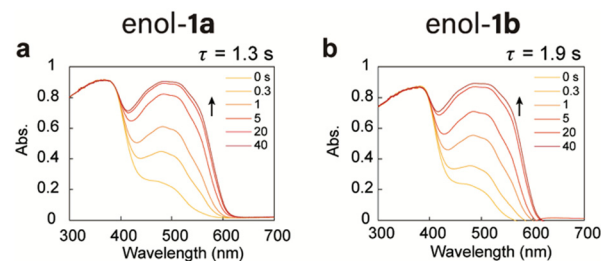 enol-1a
a
τ = 1.3 s
1
0.8
0.6
0.4
0.2
0
Abs.
0 s
0.3
1
5
20
40
300 400 500 600 700
Wavelength (nm)
enol-1b
b
τ = 1.9 s
1
0.8
0.6
0.4
0.2
0
Abs.
0 s
0.3
1
5
20
40
300 400 500 600 700
Wavelength (nm)